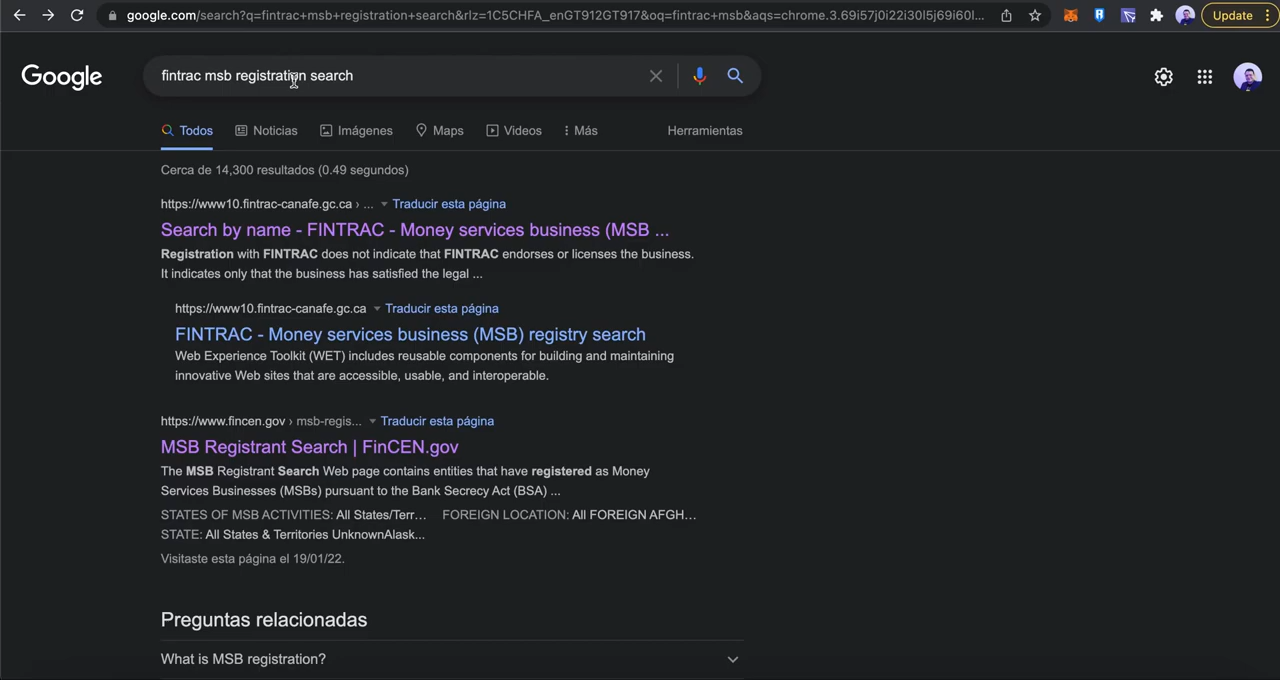 google.com/search?q=fintrac+msb+registration+search&rlz=1C5CHFA_enGT912GT917&oq=fintrac+msb&aqs=chrome.3.69i57j0i22i30l5j69i60l...
Update
Google
fintrac msb registration search
Todos
Noticias
Imágenes
Maps
Videos
Más
Herramientas
Cerca de 14,300 resultados (0.49 segundos)
https://www10.fintrac-canafe.gc.ca › ... Traducir esta página
Search by name - FINTRAC - Money services business (MSB ...
Registration with FINTRAC does not indicate that FINTRAC endorses or licenses the business.
It indicates only that the business has satisfied the legal ...
https://www10.fintrac-canafe.gc.ca Traducir esta página
FINTRAC - Money services business (MSB) registry search
Web Experience Toolkit (WET) includes reusable components for building and maintaining
innovative Web sites that are accessible, usable, and interoperable.
https://www.fincen.gov › msb-regis... Traducir esta página
MSB Registrant Search | FinCEN.gov
The MSB Registrant Search Web page contains entities that have registered as Money
Services Businesses (MSBs) pursuant to the Bank Secrecy Act (BSA) ...
STATES OF MSB ACTIVITIES: All States/Terr... FOREIGN LOCATION: All FOREIGN AFGH...
STATE: All States & Territories UnknownAlask...
Visitaste esta página el 19/01/22.
Preguntas relacionadas
What is MSB registration?